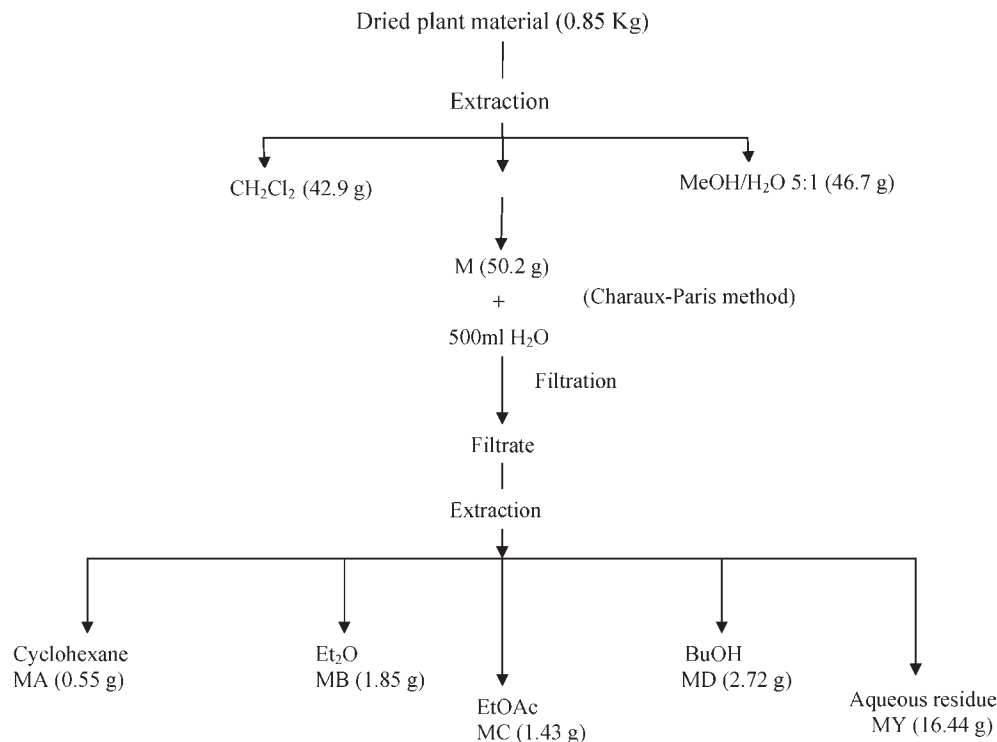 Dried plant material (0.85 Kg)
Extraction
CH₂Cl₂ (42.9 g)
MeOH/H₂O 5:1 (46.7 g)
M (50.2 g)
+
(Charaux-Paris method)
500ml H₂O
Filtration
Filtrate
Extraction
Cyclohexane
MA (0.55 g)
Et₂O
MB (1.85 g)
EtOAc
MC (1.43 g)
BuOH
MD (2.72 g)
Aqueous residue
MY (16.44 g)